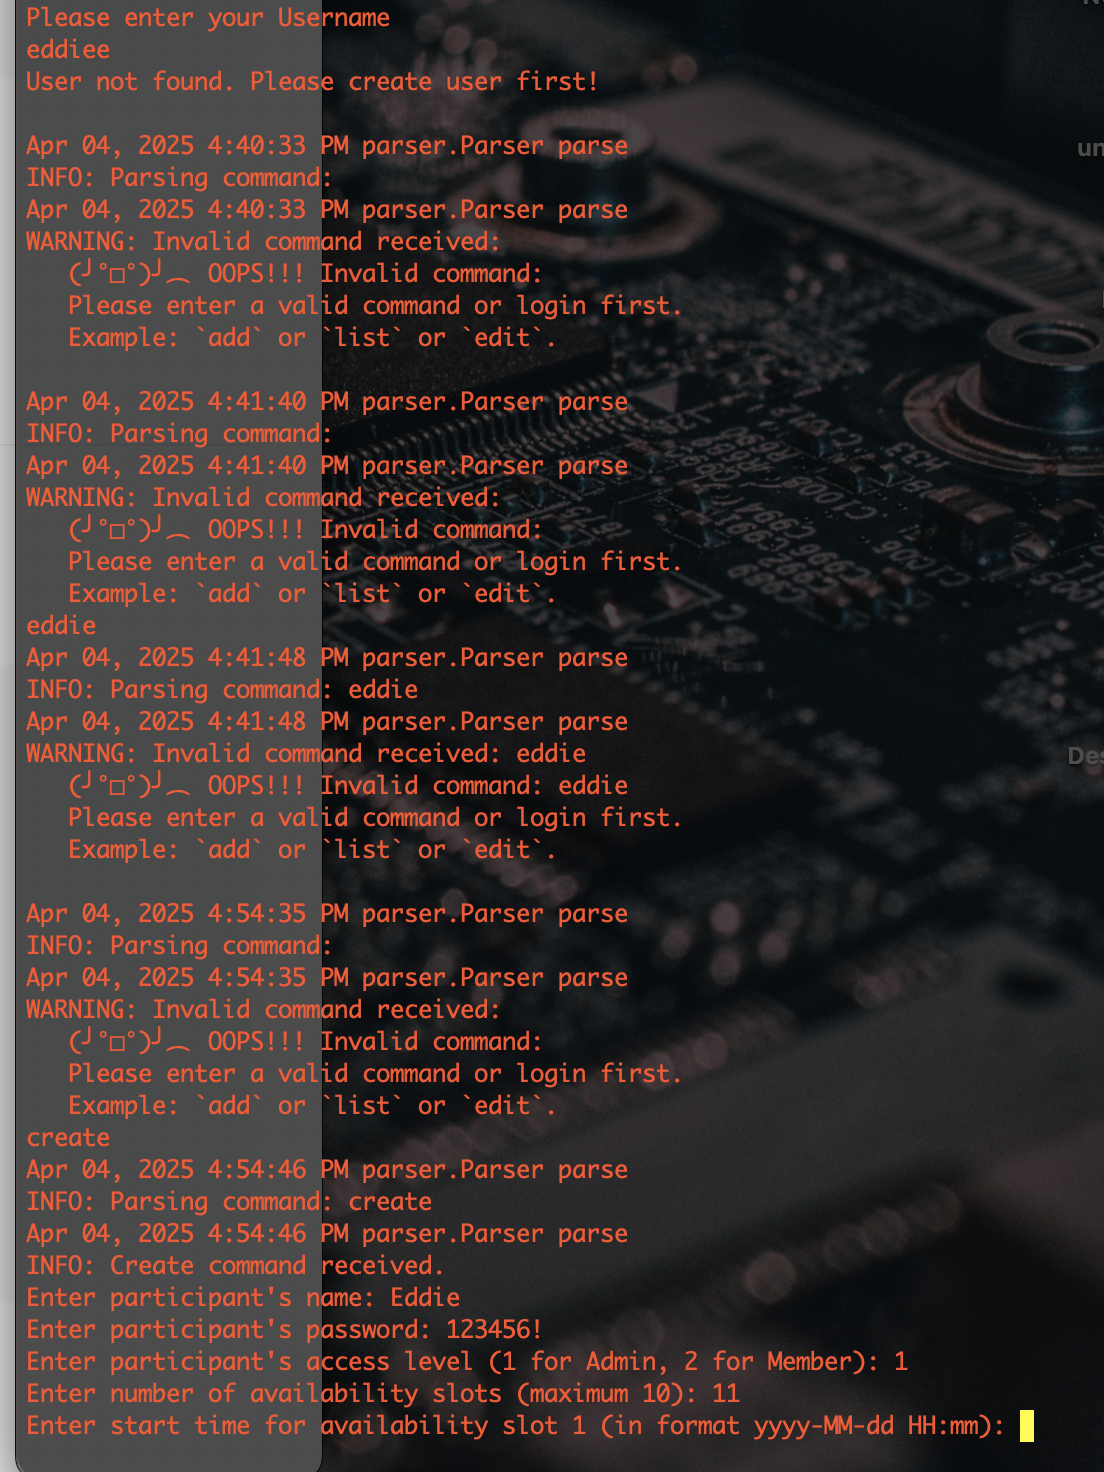 Please enter your Username
eddiee
User not found. Please create user first!
Apr 04, 2025 4:40:33 PM parser.Parser parse
INFO: Parsing command:
Apr 04, 2025 4:40:33 PM parser.Parser parse
WARNING: Invalid command received:
(╯°□°)╯︵ OOPS!!! Invalid command:
Please enter a valid command or login first.
Example: `add` or `list` or `edit`.
Apr 04, 2025 4:41:40 PM parser.Parser parse
INFO: Parsing command:
Apr 04, 2025 4:41:40 PM parser.Parser parse
WARNING: Invalid command received:
(╯°□°)╯︵ OOPS!!! Invalid command:
Please enter a valid command or login first.
Example: `add` or `list` or `edit`.
eddie
Apr 04, 2025 4:41:48 PM parser.Parser parse
INFO: Parsing command: eddie
Apr 04, 2025 4:41:48 PM parser.Parser parse
WARNING: Invalid command received: eddie
(╯°□°)╯︵ OOPS!!! Invalid command: eddie
Please enter a valid command or login first.
Example: `add` or `list` or `edit`.
Apr 04, 2025 4:54:35 PM parser.Parser parse
INFO: Parsing command:
Apr 04, 2025 4:54:35 PM parser.Parser parse
WARNING: Invalid command received:
(╯°□°)╯︵ OOPS!!! Invalid command:
Please enter a valid command or login first.
Example: `add` or `list` or `edit`.
create
Apr 04, 2025 4:54:46 PM parser.Parser parse
INFO: Parsing command: create
Apr 04, 2025 4:54:46 PM parser.Parser parse
INFO: Create command received.
Enter participant's name: Eddie
Enter participant's password: 123456!
Enter participant's access level (1 for Admin, 2 for Member): 1
Enter number of availability slots (maximum 10): 11
Enter start time for availability slot 1 (in format yyyy-MM-dd HH:mm):